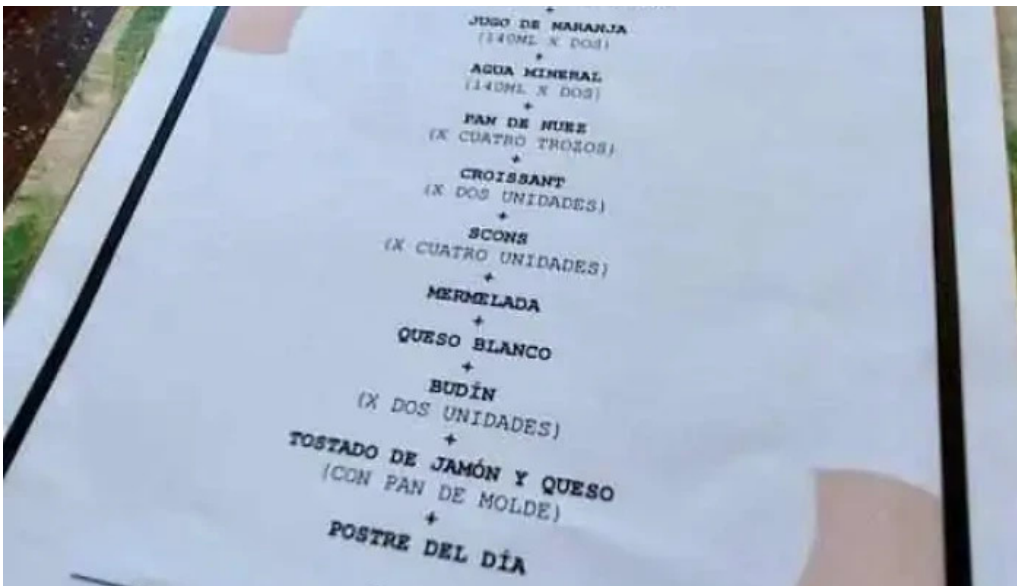 +
JUGO DE NARANJA
(140ML X DOS)
+
AGUA MINERAL
(140ML X DOS)
+
PAN DE NUEZ
(X CUATRO TROZOS)
+
CROISSANT
(X DOS UNIDADES)
+
SCONS
(X CUATRO UNIDADES)
+
MERMELADA
+
QUESO BLANCO
+
BUDÍN
(X DOS UNIDADES)
+
TOSTADO DE JAMÓN Y QUESO
(CON PAN DE MOLDE)
+
POSTRE DEL DÍA